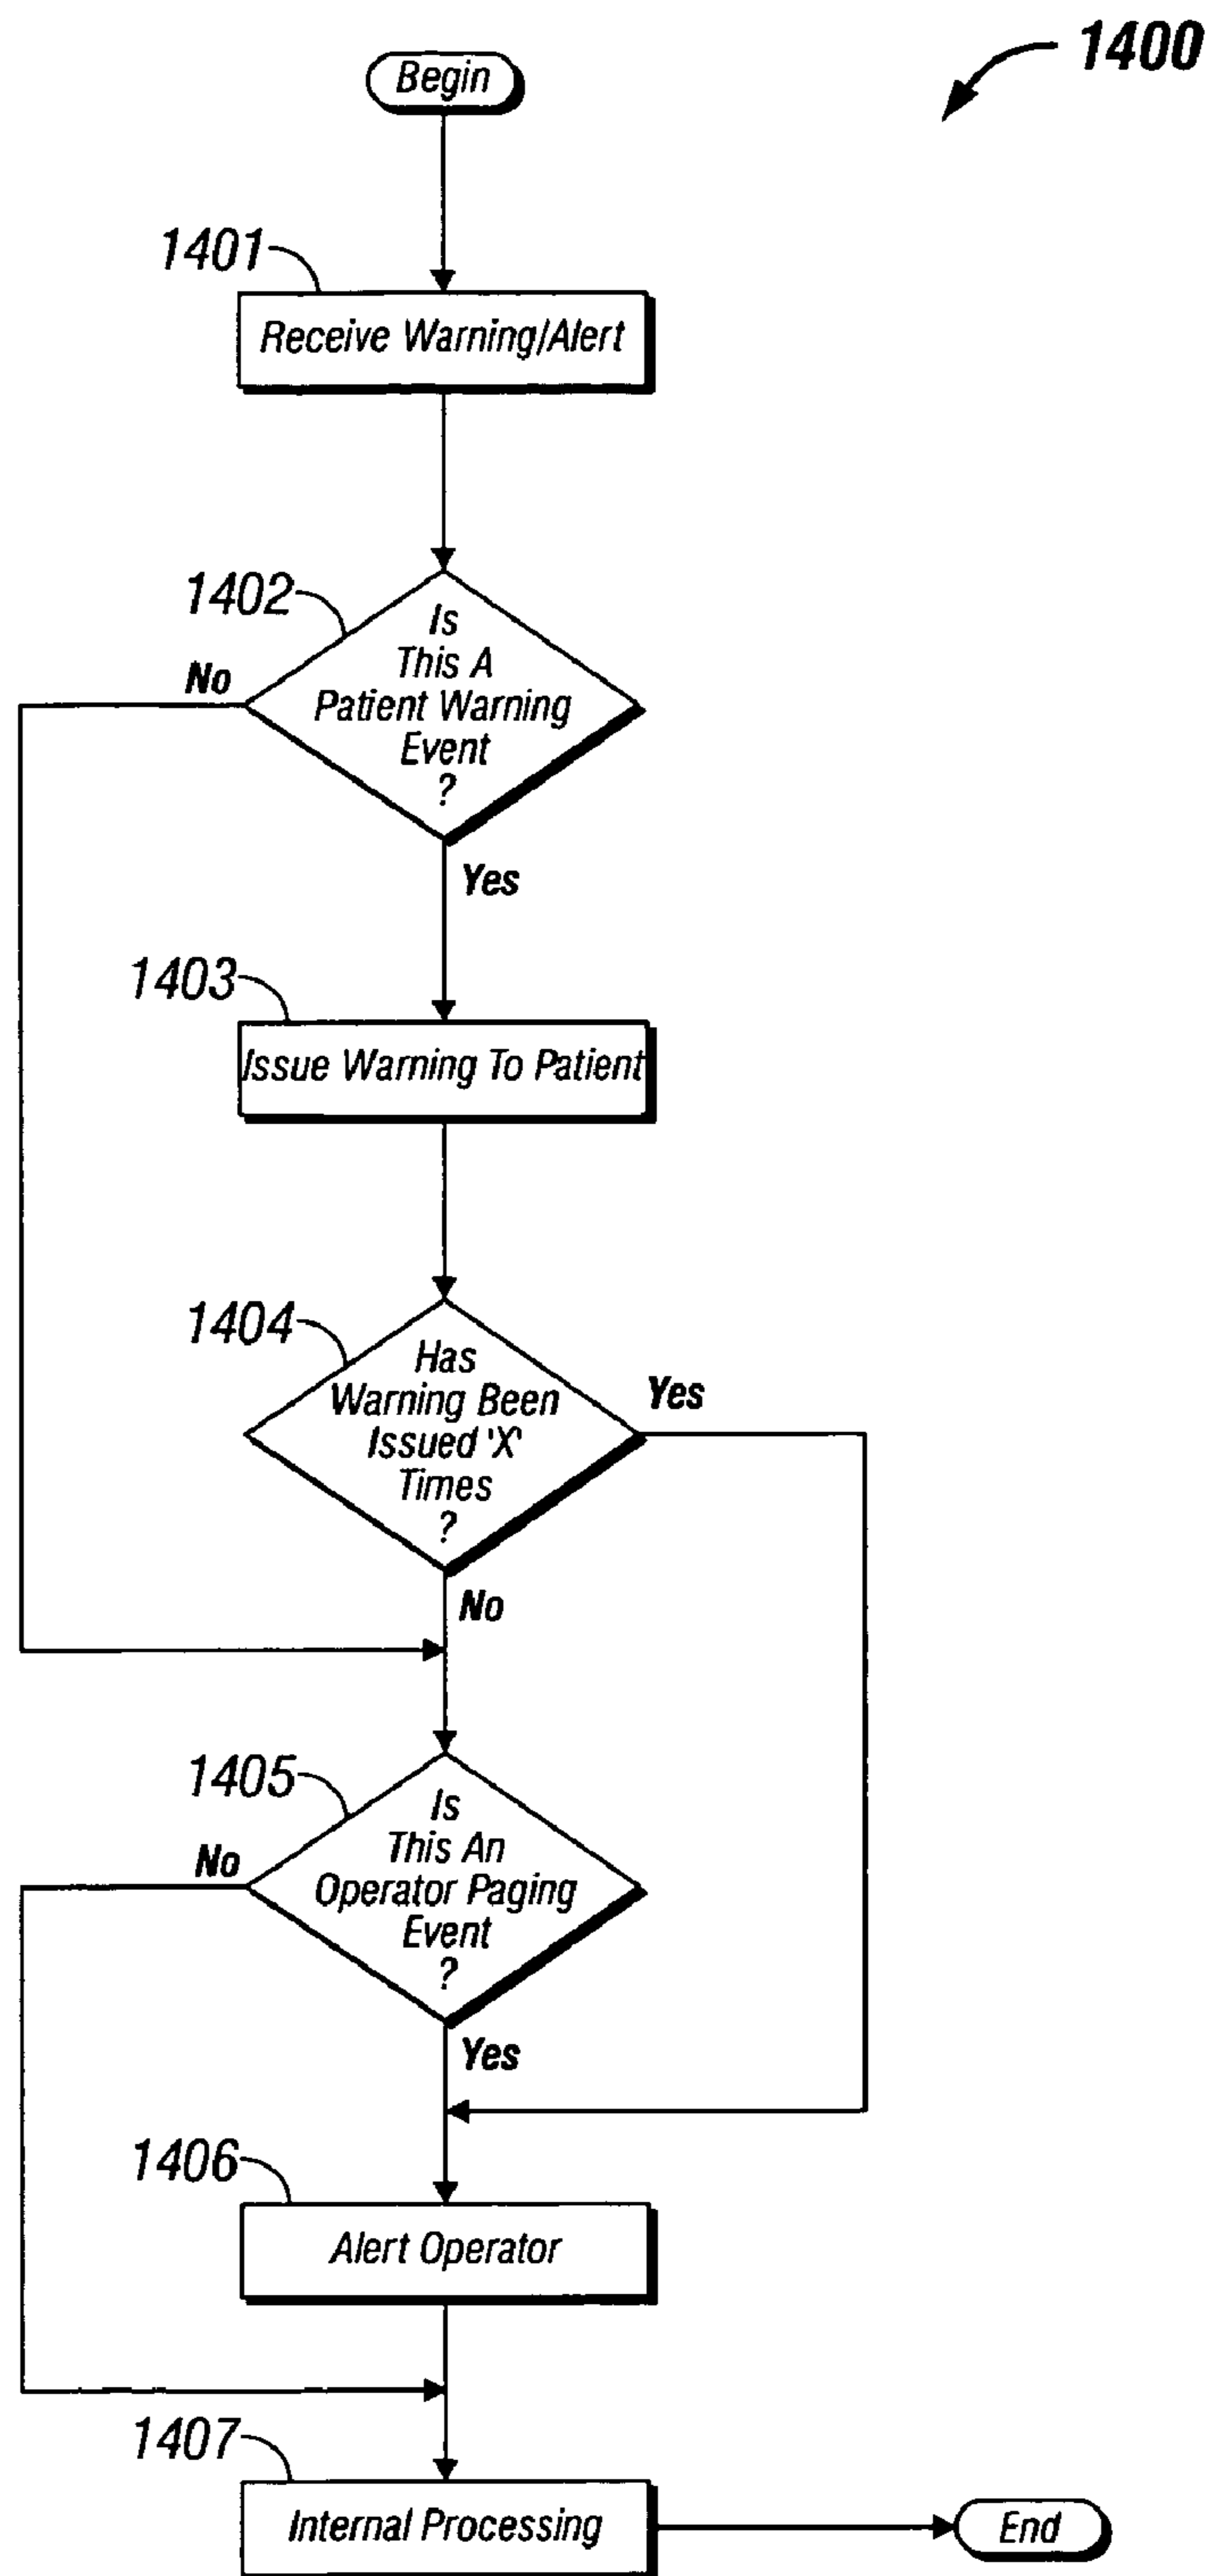 1400
Begin
1401
Receive Warning/Alert
1402
Is
This A
Patient Warning
Event
?
No
Yes
1403
Issue Warning To Patient
1404
Has
Warning Been
Issued 'X'
Times
?
Yes
No
1405
Is
This An
Operator Paging
Event
?
No
Yes
1406
Alert Operator
1407
Internal Processing
End